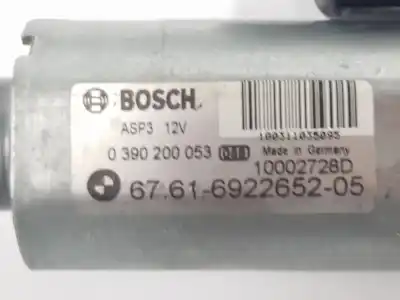 BOSCH
ASP3 12V
100311035095
0 390 200 053
Made in Germany
10002728D
67.61-6922652-05